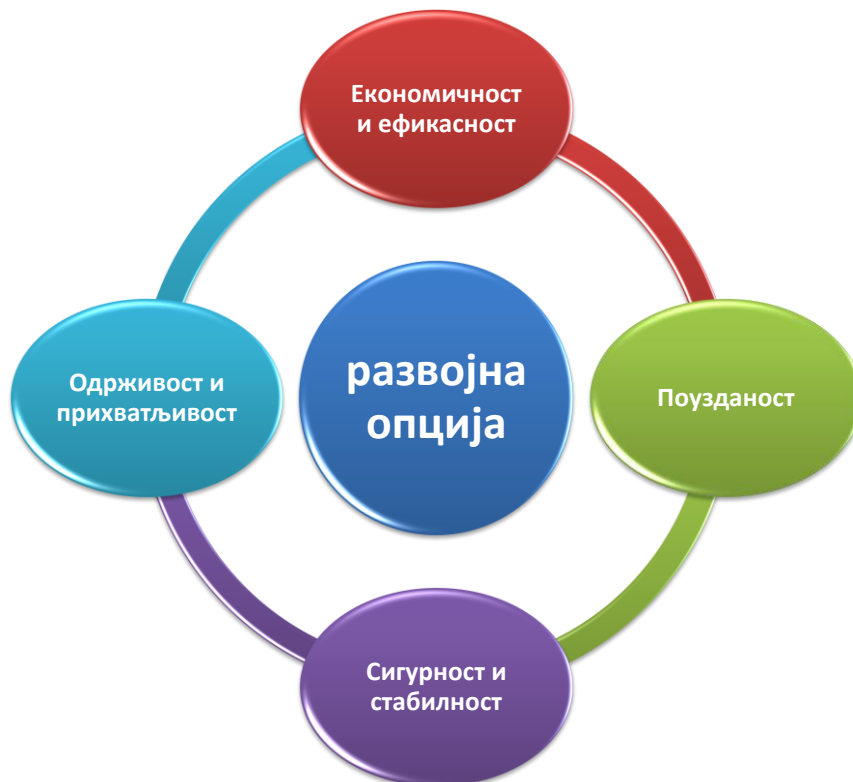 Економичност
и ефикасност
Одрживост и
прихватљивост
развојна
опција
Поузданост
Сигурност и
стабилност